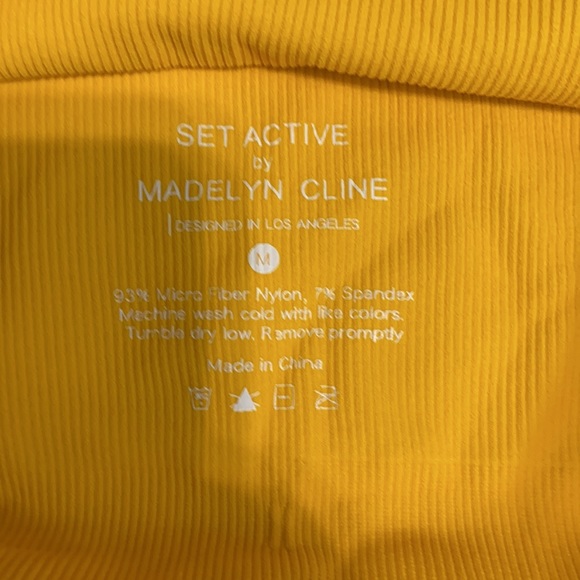 SET ACTIVE
by
MADELYN CLINE
DESIGNED IN LOS ANGELES
M
93% Micro Fiber Nylon, 7% Spandex
Machine wash cold with like colors.
Tumble dry low. Remove promptly
Made in China